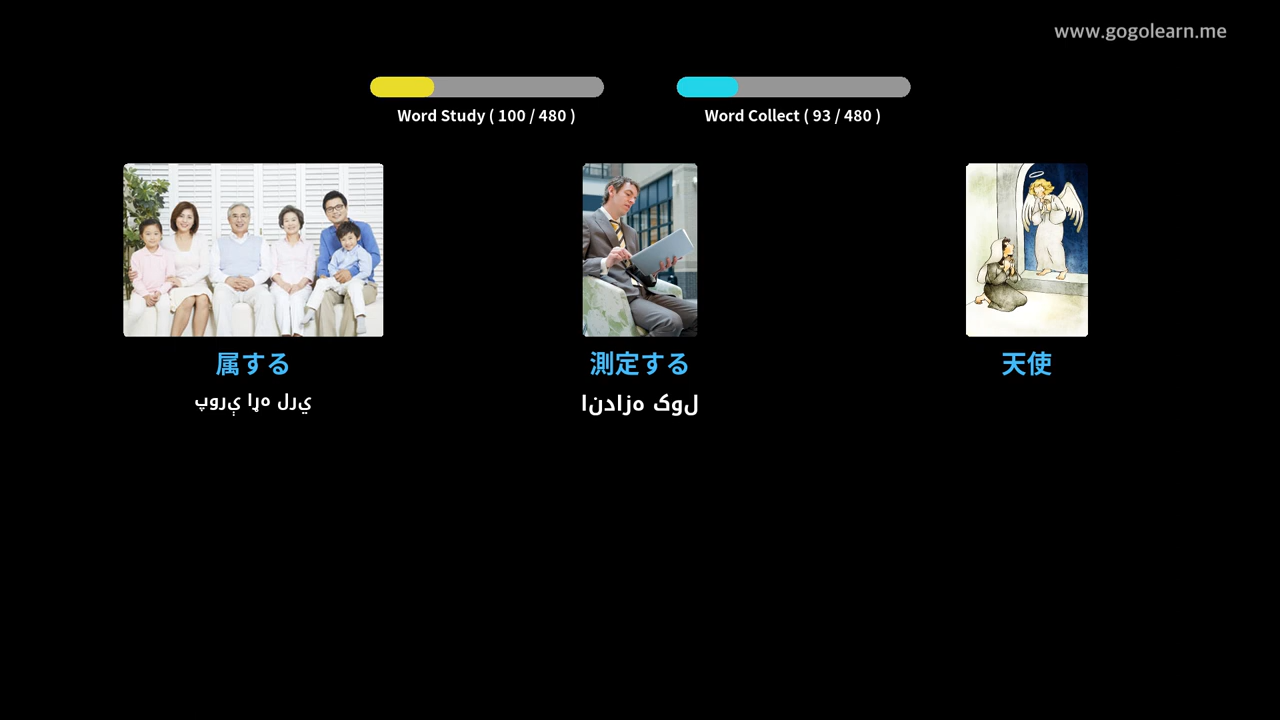 www.gogolearn.me
Word Study ( 100 / 480 )
Word Collect ( 93 / 480 )
属する
測定する
天使
پورې اړه لري
اندازه کول